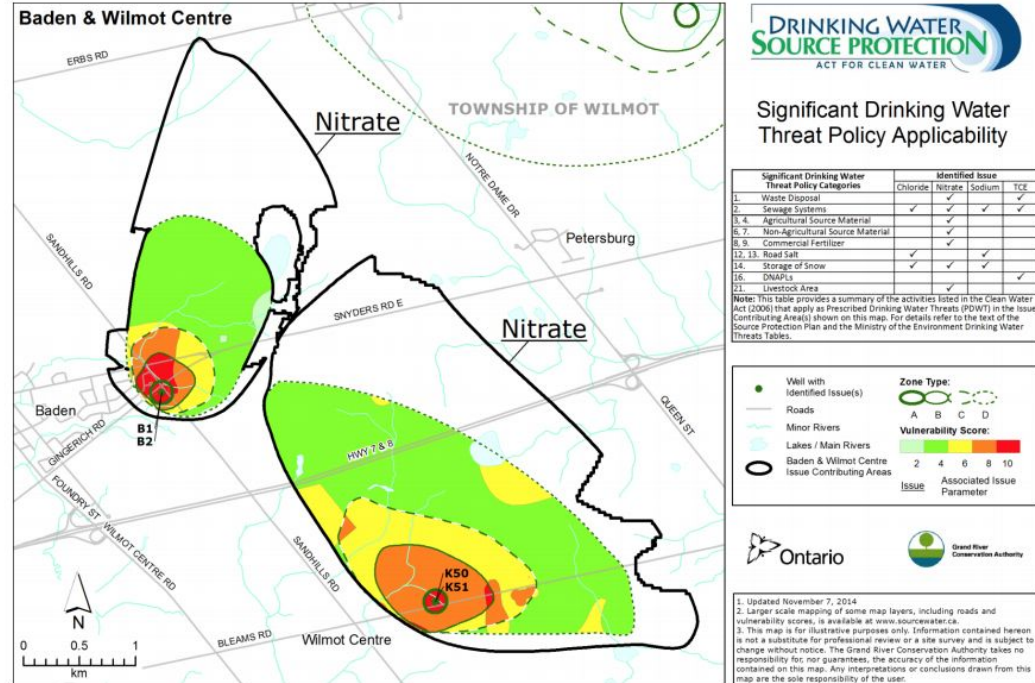 Baden & Wilmot Centre
ERBS RD
Nitrate
TOWNSHIP OF WILMOT
NOTRE DAME DR
Petersburg
SANDHILLS RD
SNYDERS RD E
Nitrate
Baden
B1
B2
GINGERICH RD
HWY 7 & 8
QUEEN ST
FOUNDRY ST
WILMOT CENTRE RD
SANDHILLS RD
K50
K51
N
BLEAMS RD
Wilmot Centre
0 0.5 1
km
DRINKING WATER
SOURCE PROTECTION
ACT FOR CLEAN WATER
Significant Drinking Water
Threat Policy Applicability
Significant Drinking Water
Threat Policy Categories
Identified Issue
Chloride Nitrate Sodium TCE
1. Waste Disposal ✓ ✓
2. Sewage Systems ✓ ✓ ✓ ✓
3, 4. Agricultural Source Material ✓
6, 7. Non-Agricultural Source Material ✓
8, 9. Commercial Fertilizer ✓
12, 13. Road Salt ✓ ✓
14. Storage of Snow ✓ ✓ ✓
16. DNAPLs ✓
21. Livestock Area ✓
Note: This table provides a summary of the activities listed in the Clean Water
Act (2006) that apply as Prescribed Drinking Water Threats (PDWT) in the Issue
Contributing Area(s) shown on this map. For details refer to the text of the
Source Protection Plan and the Ministry of the Environment Drinking Water
Threats Tables.
Well with
Identified Issue(s)
Roads
Minor Rivers
Lakes / Main Rivers
Baden & Wilmot Centre
Issue Contributing Areas
Zone Type:
A B C D
Vulnerability Score:
2 4 6 8 10
Issue Associated Issue
Parameter
Ontario
Grand River
Conservation Authority
1. Updated November 7, 2014
2. Larger scale mapping of some map layers, including roads and
vulnerability scores, is available at www.sourcewater.ca.
3. This map is for illustrative purposes only. Information contained hereon
is not a substitute for professional review or a site survey and is subject to
change without notice. The Grand River Conservation Authority takes no
responsibility for, nor guarantees, the accuracy of the information
contained on this map. Any interpretations or conclusions drawn from this
map are the sole responsibility of the user.